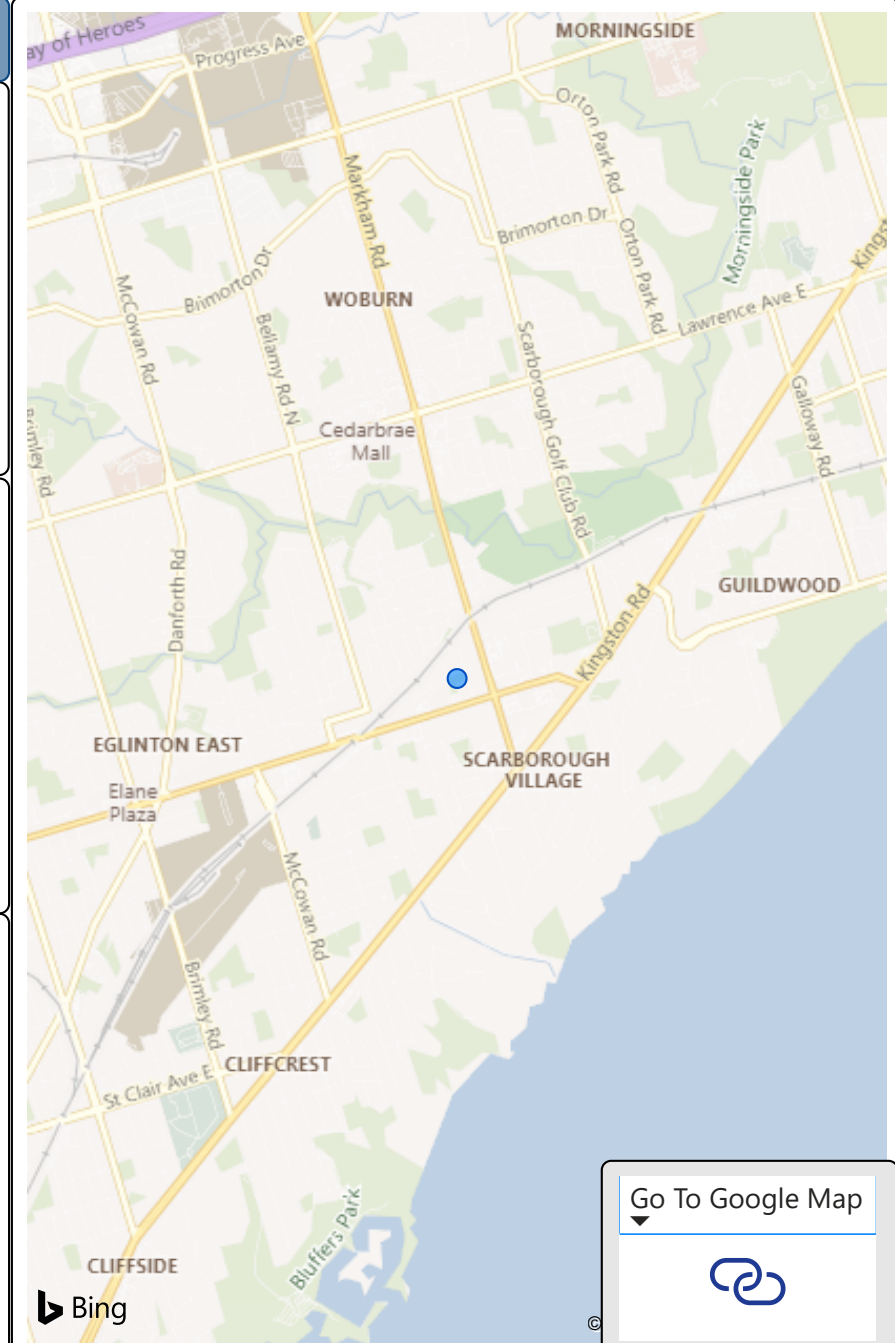 ay of Heroes
Progress Ave
MORNINGSIDE
Orton Park Rd
Morningside Park
Markham Rd
Brimorton Dr
Orton Park Rd
Kingst
McCowan Rd
Brimorton Dr
WOBURN
Lawrence Ave E
Bellamy Rd N
Scarborough Golf Club Rd
Galloway Rd
Brimley Rd
Cedarbrae
Mall
Danforth Rd
GUILDWOOD
Kingston Rd
EGLINTON EAST
SCARBOROUGH
VILLAGE
Elane
Plaza
McCowan Rd
Brimley Rd
CLIFFCREST
St Clair Ave E
Bluffers Park
CLIFFSIDE
Bing
©
Go To Google Map